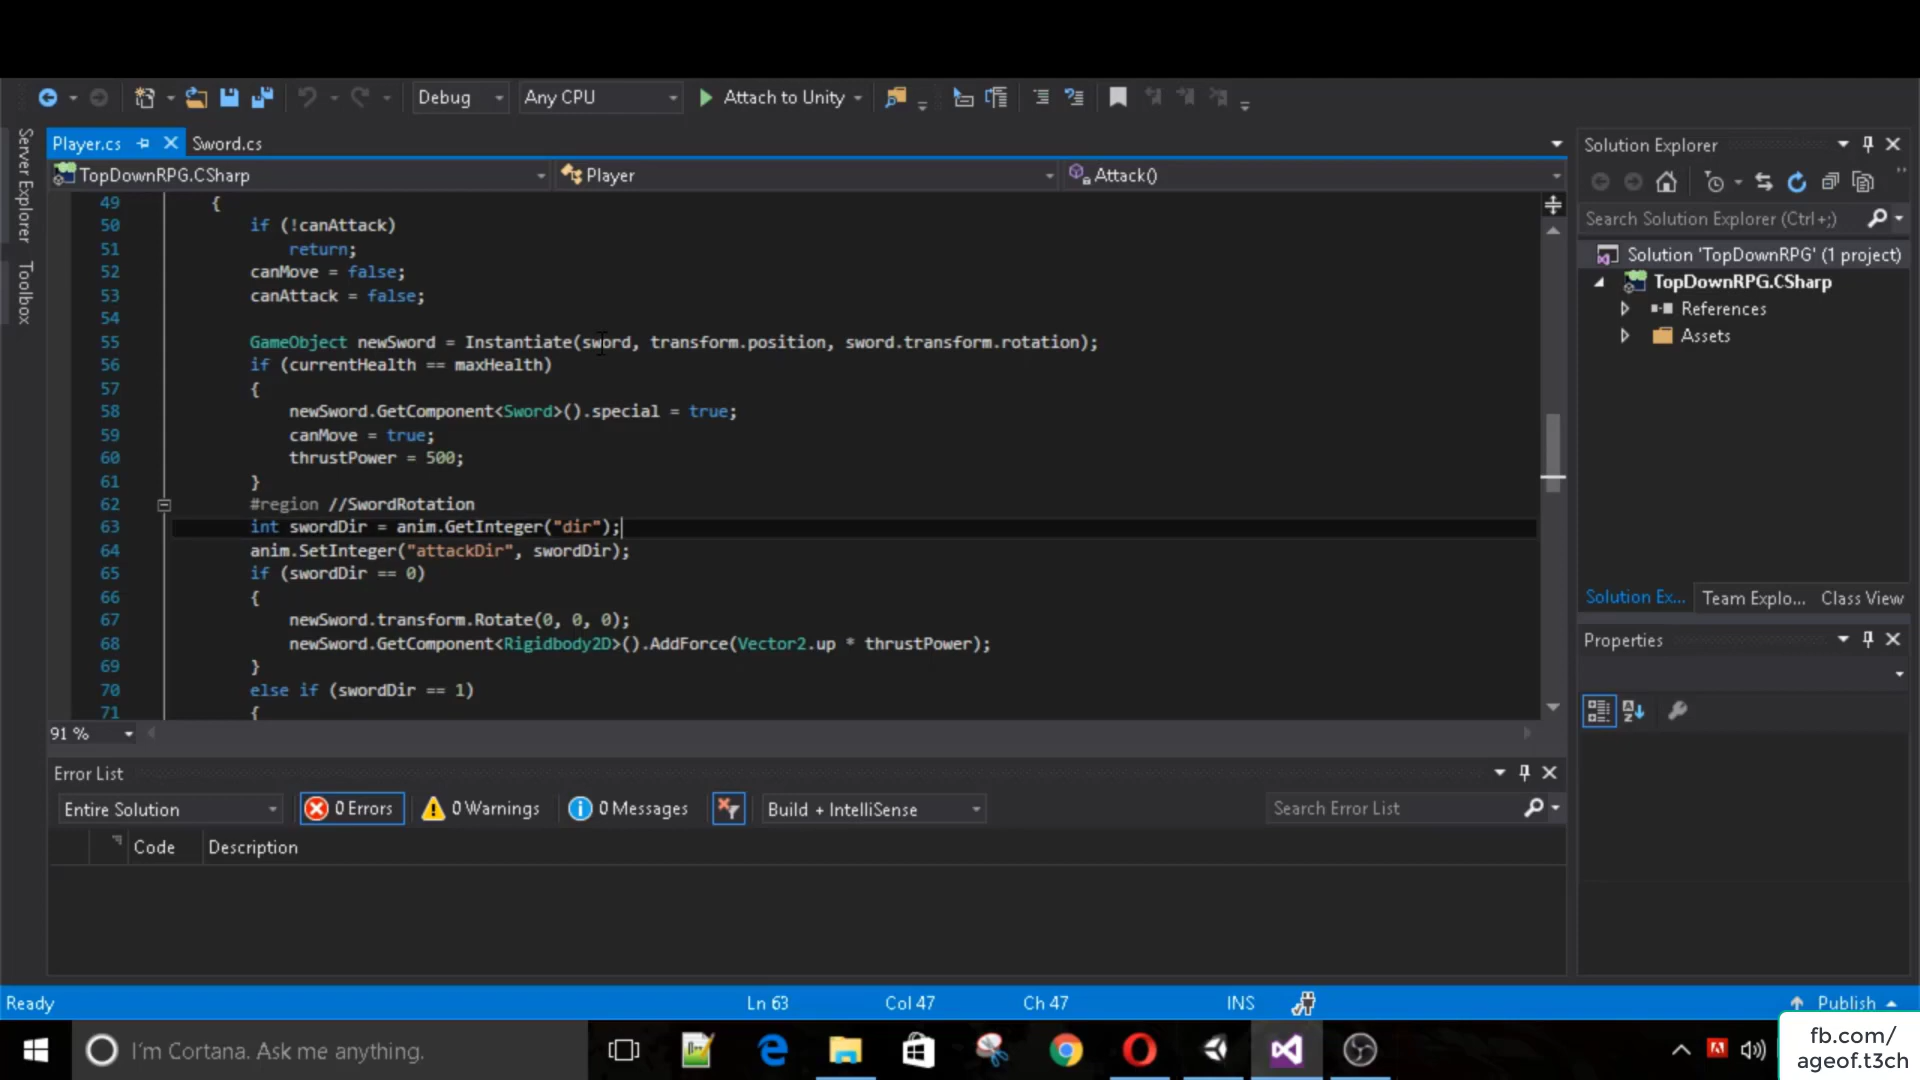 Debug
Any CPU
Attach to Unity
Server Explorer
Toolbox
Player.cs
Sword.cs
TopDownRPG.CSharp
Player
Attack()
49 {
50 if (!canAttack)
51 return;
52 canMove = false;
53 canAttack = false;
54
55 GameObject newSword = Instantiate(sword, transform.position, sword.transform.rotation);
56 if (currentHealth == maxHealth)
57 {
58 newSword.GetComponent<Sword>().special = true;
59 canMove = true;
60 thrustPower = 500;
61 }
62 #region //SwordRotation
63 int swordDir = anim.GetInteger("dir");
64 anim.SetInteger("attackDir", swordDir);
65 if (swordDir == 0)
66 {
67 newSword.transform.Rotate(0, 0, 0);
68 newSword.GetComponent<Rigidbody2D>().AddForce(Vector2.up * thrustPower);
69 }
70 else if (swordDir == 1)
71 {
91 %
Solution Explorer
Search Solution Explorer (Ctrl+;)
Solution 'TopDownRPG' (1 project)
TopDownRPG.CSharp
References
Assets
Solution Ex...
Team Explo...
Class View
Properties
Error List
Entire Solution
0 Errors
0 Warnings
0 Messages
Build + IntelliSense
Search Error List
Code
Description
Ready
Ln 63
Col 47
Ch 47
INS
Publish
I'm Cortana. Ask me anything.
fb.com/
ageof.t3ch